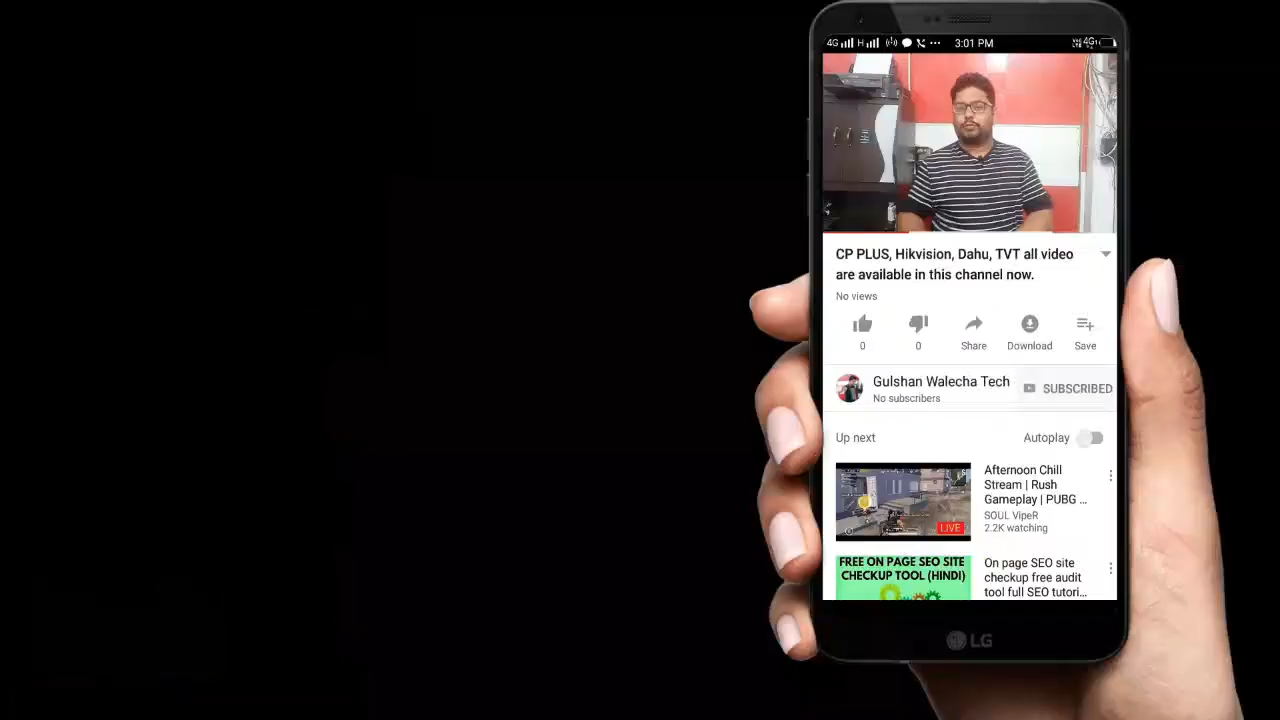 4G H 3:01 PM 4G
CP PLUS, Hikvision, Dahu, TVT all video
are available in this channel now.
No views
0 0 Share Download Save
Gulshan Walecha Tech
No subscribers
SUBSCRIBED
Up next Autoplay
Afternoon Chill
Stream | Rush
Gameplay | PUBG ...
SOUL VipeR
2.2K watching
LIVE
FREE ON PAGE SEO SITE
CHECKUP TOOL (HINDI)
On page SEO site
checkup free audit
tool full SEO tutori...
LG